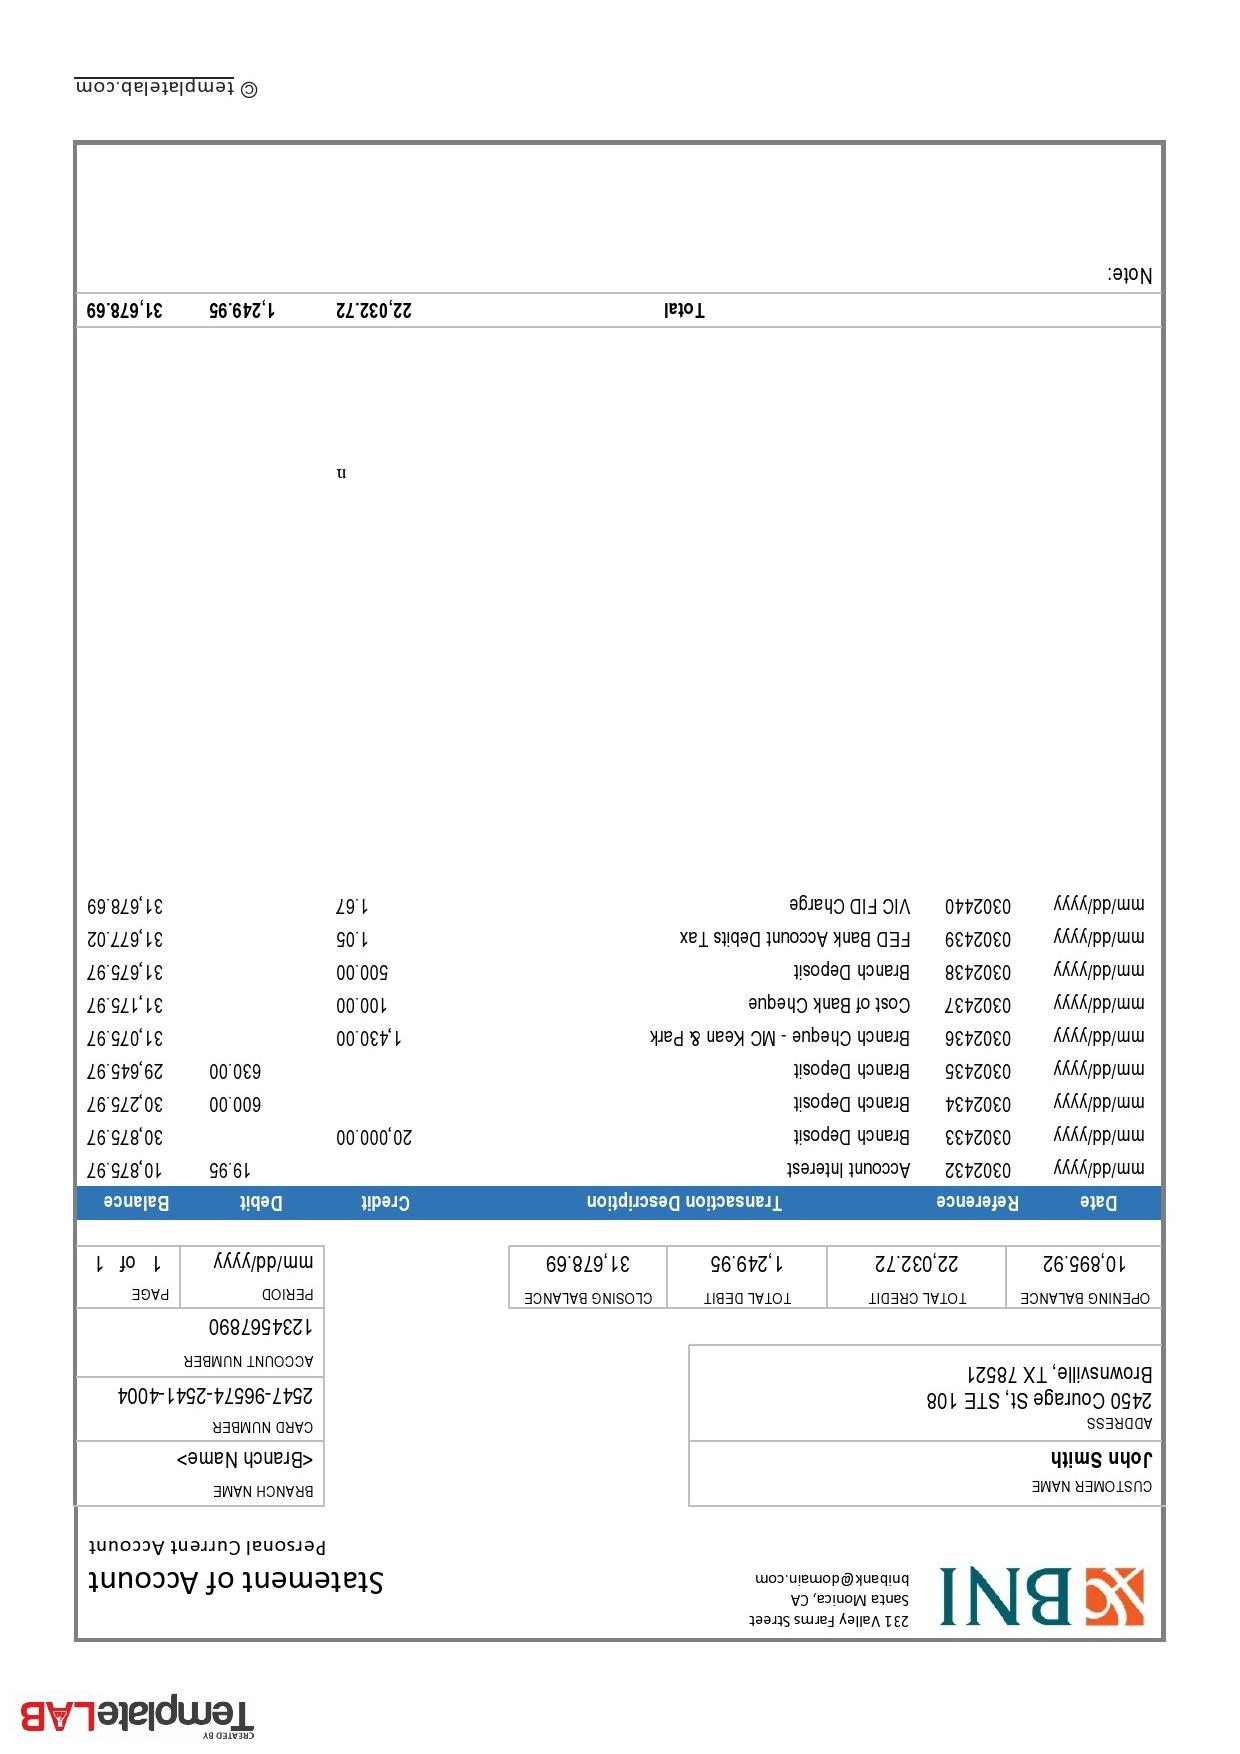 CREATED BY
TemplateLAB
BNI
231 Valley Farms Street
Santa Monica, CA
bnibank@domain.com
Statement of Account
Personal Current Account
CUSTOMER NAME
John Smith
ADDRESS
2450 Courage St, STE 108
Brownsville, TX 78521
BRANCH NAME
<Branch Name>
CARD NUMBER
2547-96574-2541-4004
ACCOUNT NUMBER
1234567890
PERIOD PAGE
mm/dd/yyyy 1 of 1
OPENING BALANCE TOTAL CREDIT TOTAL DEBIT CLOSING BALANCE
10,895.92 22,032.72 1,249.95 31,678.69
Date Reference Transaction Description Credit Debit Balance
mm/dd/yyyy 0302432 Account Interest 19.95 10,875.97
mm/dd/yyyy 0302433 Branch Deposit 20,000.00 30,875.97
mm/dd/yyyy 0302434 Branch Deposit 600.00 30,275.97
mm/dd/yyyy 0302435 Branch Deposit 630.00 29,645.97
mm/dd/yyyy 0302436 Branch Cheque - MC Kean & Park 1,430.00 31,075.97
mm/dd/yyyy 0302437 Cost of Bank Cheque 100.00 31,175.97
mm/dd/yyyy 0302438 Branch Deposit 500.00 31,675.97
mm/dd/yyyy 0302439 FED Bank Account Debits Tax 1.05 31,677.02
mm/dd/yyyy 0302440 VIC FID Charge 1.67 31,678.69
n
Total 22,032.72 1,249.95 31,678.69
Note:
© templatelab.com